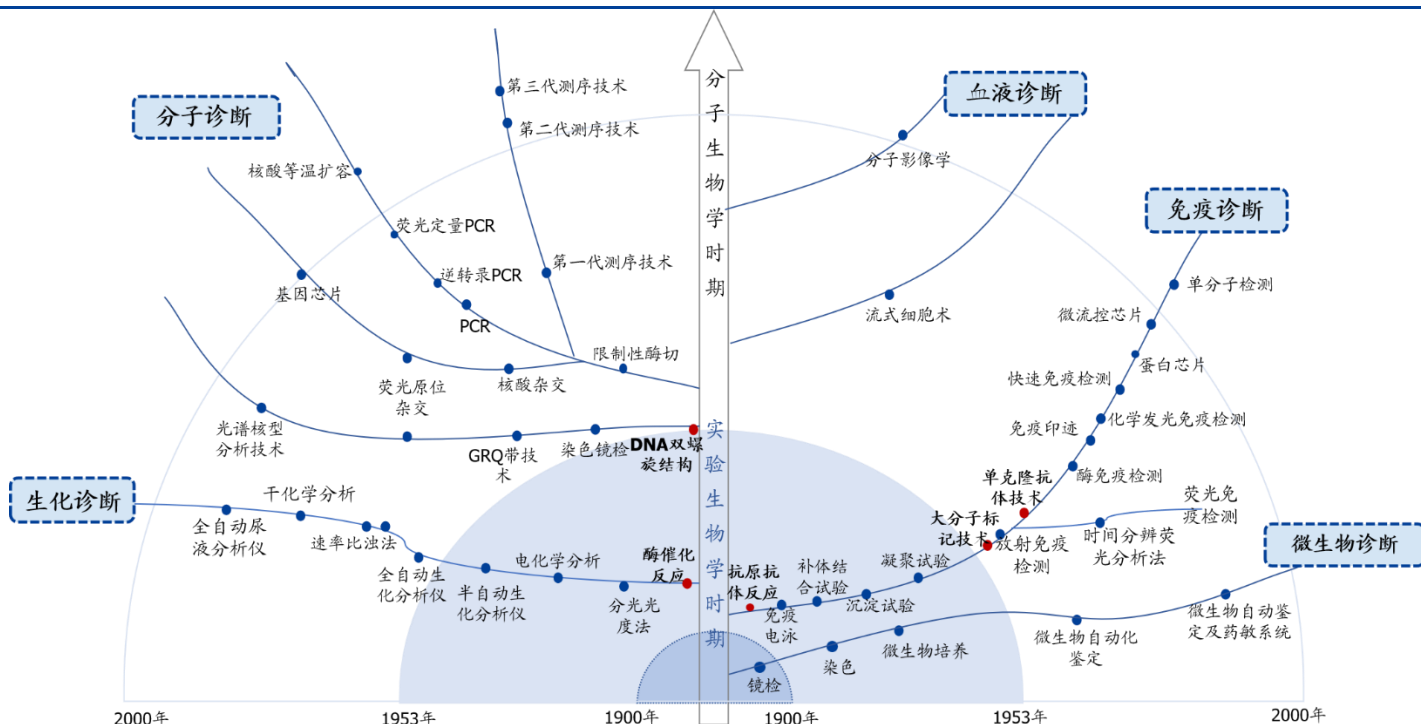 分子生物学时期
实验生物学时期
分子诊断
第三代测序技术
第二代测序技术
核酸等温扩容
荧光定量PCR
逆转录PCR
PCR
第一代测序技术
基因芯片
限制性酶切
荧光原位
杂交
核酸杂交
光谱核型
分析技术
GRQ带技
术
染色镜检
DNA双螺
旋结构
生化诊断
干化学分析
全自动尿
液分析仪
速率比浊法
全自动生
化分析仪
半自动生
化分析仪
电化学分析
分光光
度法
酶催化
反应
血液诊断
分子影像学
流式细胞术
免疫诊断
单分子检测
微流控芯片
蛋白芯片
快速免疫检测
化学发光免疫检测
免疫印迹
酶免疫检测
单克隆抗
体技术
荧光免
疫检测
大分子标
记技术
放射免疫
检测
时间分辨荧
光分析法
抗原抗
体反应
免疫
电泳
补体结
合试验
沉淀试验
凝聚试验
微生物诊断
微生物自动鉴
定及药敏系统
微生物自动化
鉴定
微生物培养
染色
镜检
2000年
1953年
1900年
1900年
1953年
2000年